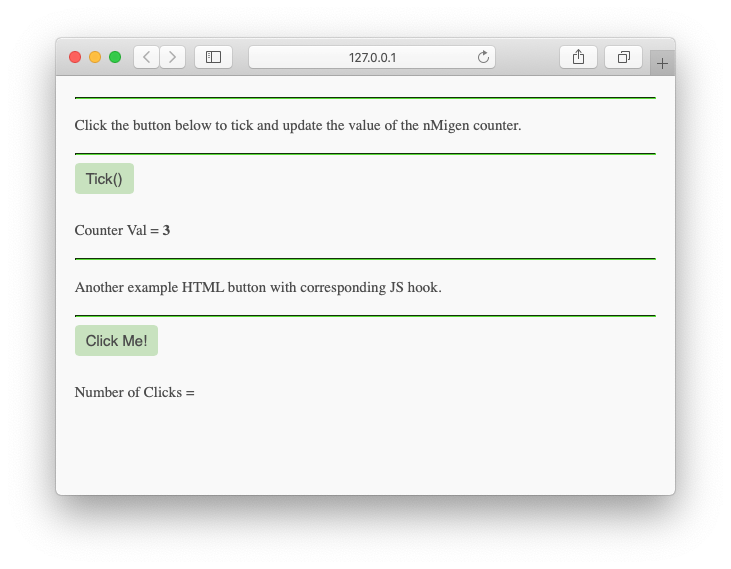 127.0.0.1
Click the button below to tick and update the value of the nMigen counter.
Tick()
Counter Val = 3
Another example HTML button with corresponding JS hook.
Click Me!
Number of Clicks =